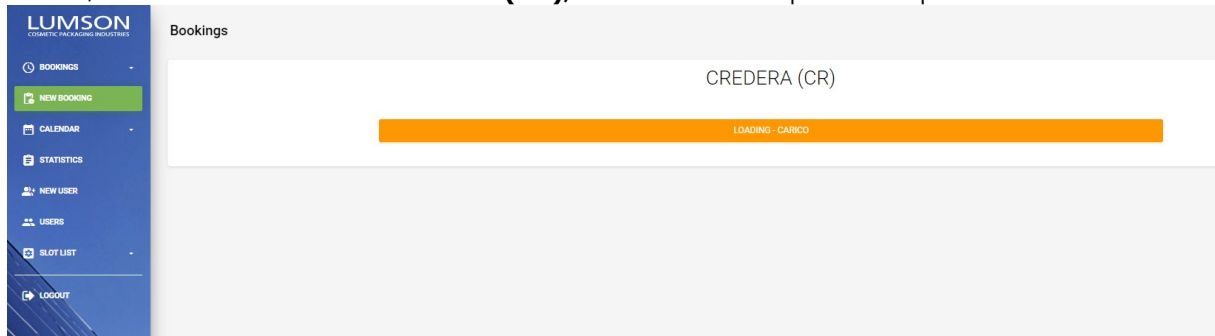 (CR),
LUMSON
COSMETIC PACKAGING INDUSTRIES
Bookings
BOOKINGS
NEW BOOKING
CALENDAR
STATISTICS
NEW USER
USERS
SLOT LIST
LOGOUT
CREDERA (CR)
LOADING - CARICO